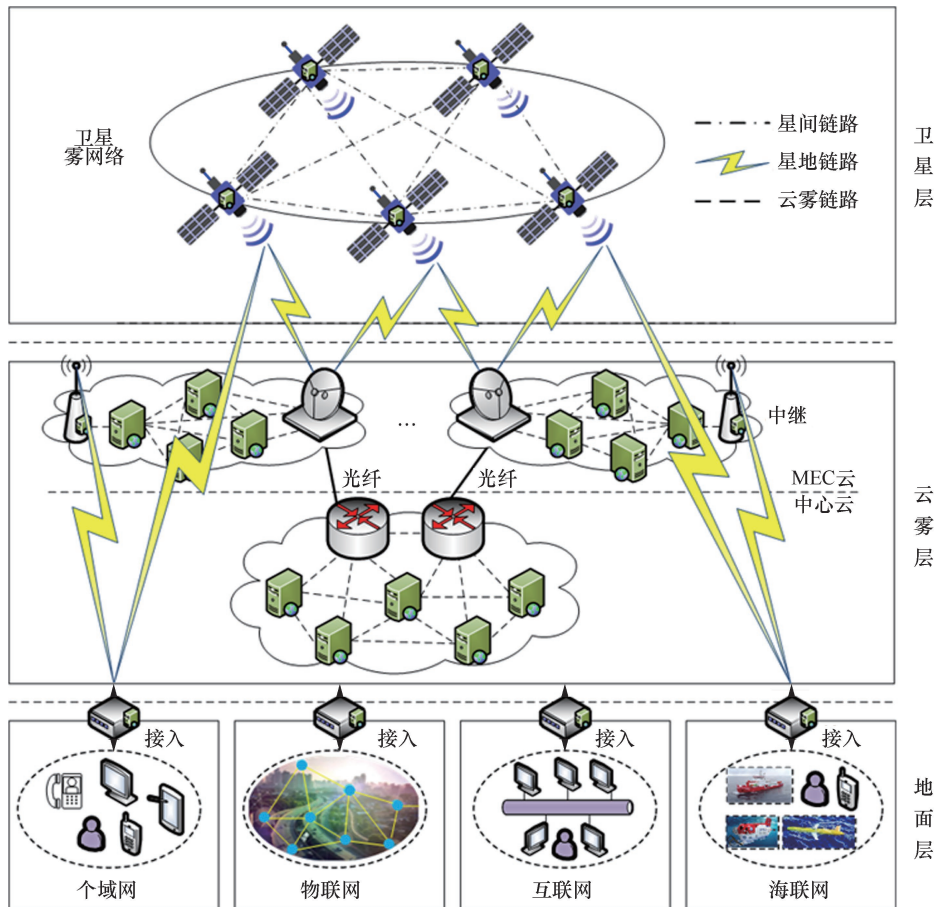 卫星
雾网络
星间链路
星地链路
云雾链路
卫星层
中继
...
光纤
光纤
MEC云
中心云
云雾层
接入
接入
接入
接入
个域网
物联网
互联网
海联网
地面层